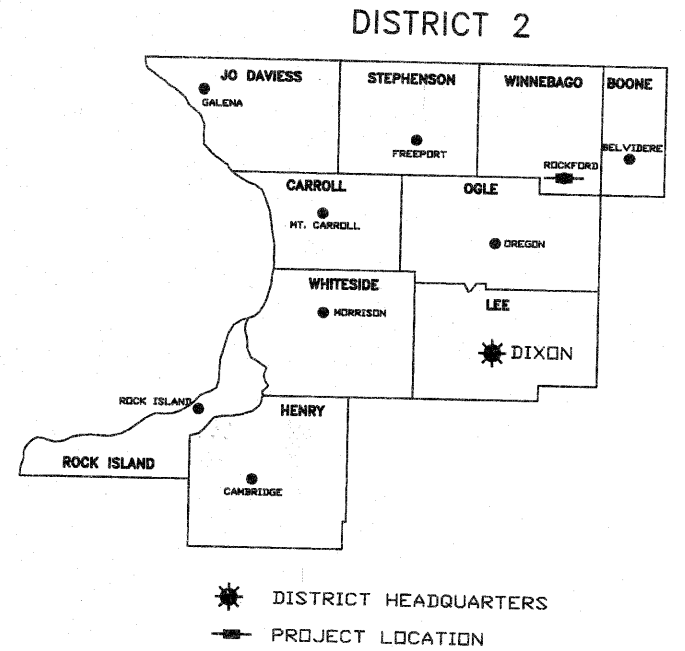 DISTRICT 2
JO DAVIESS
STEPHENSON
WINNEBAGO
BOONE
GALENA
FREEPORT
BELVIDERE
ROCKFORD
CARROLL
OGLE
MT. CARROLL
OREGON
WHITESIDE
LEE
MORRISON
DIXON
ROCK ISLAND
HENRY
ROCK ISLAND
CAMBRIDGE
DISTRICT HEADQUARTERS
PROJECT LOCATION